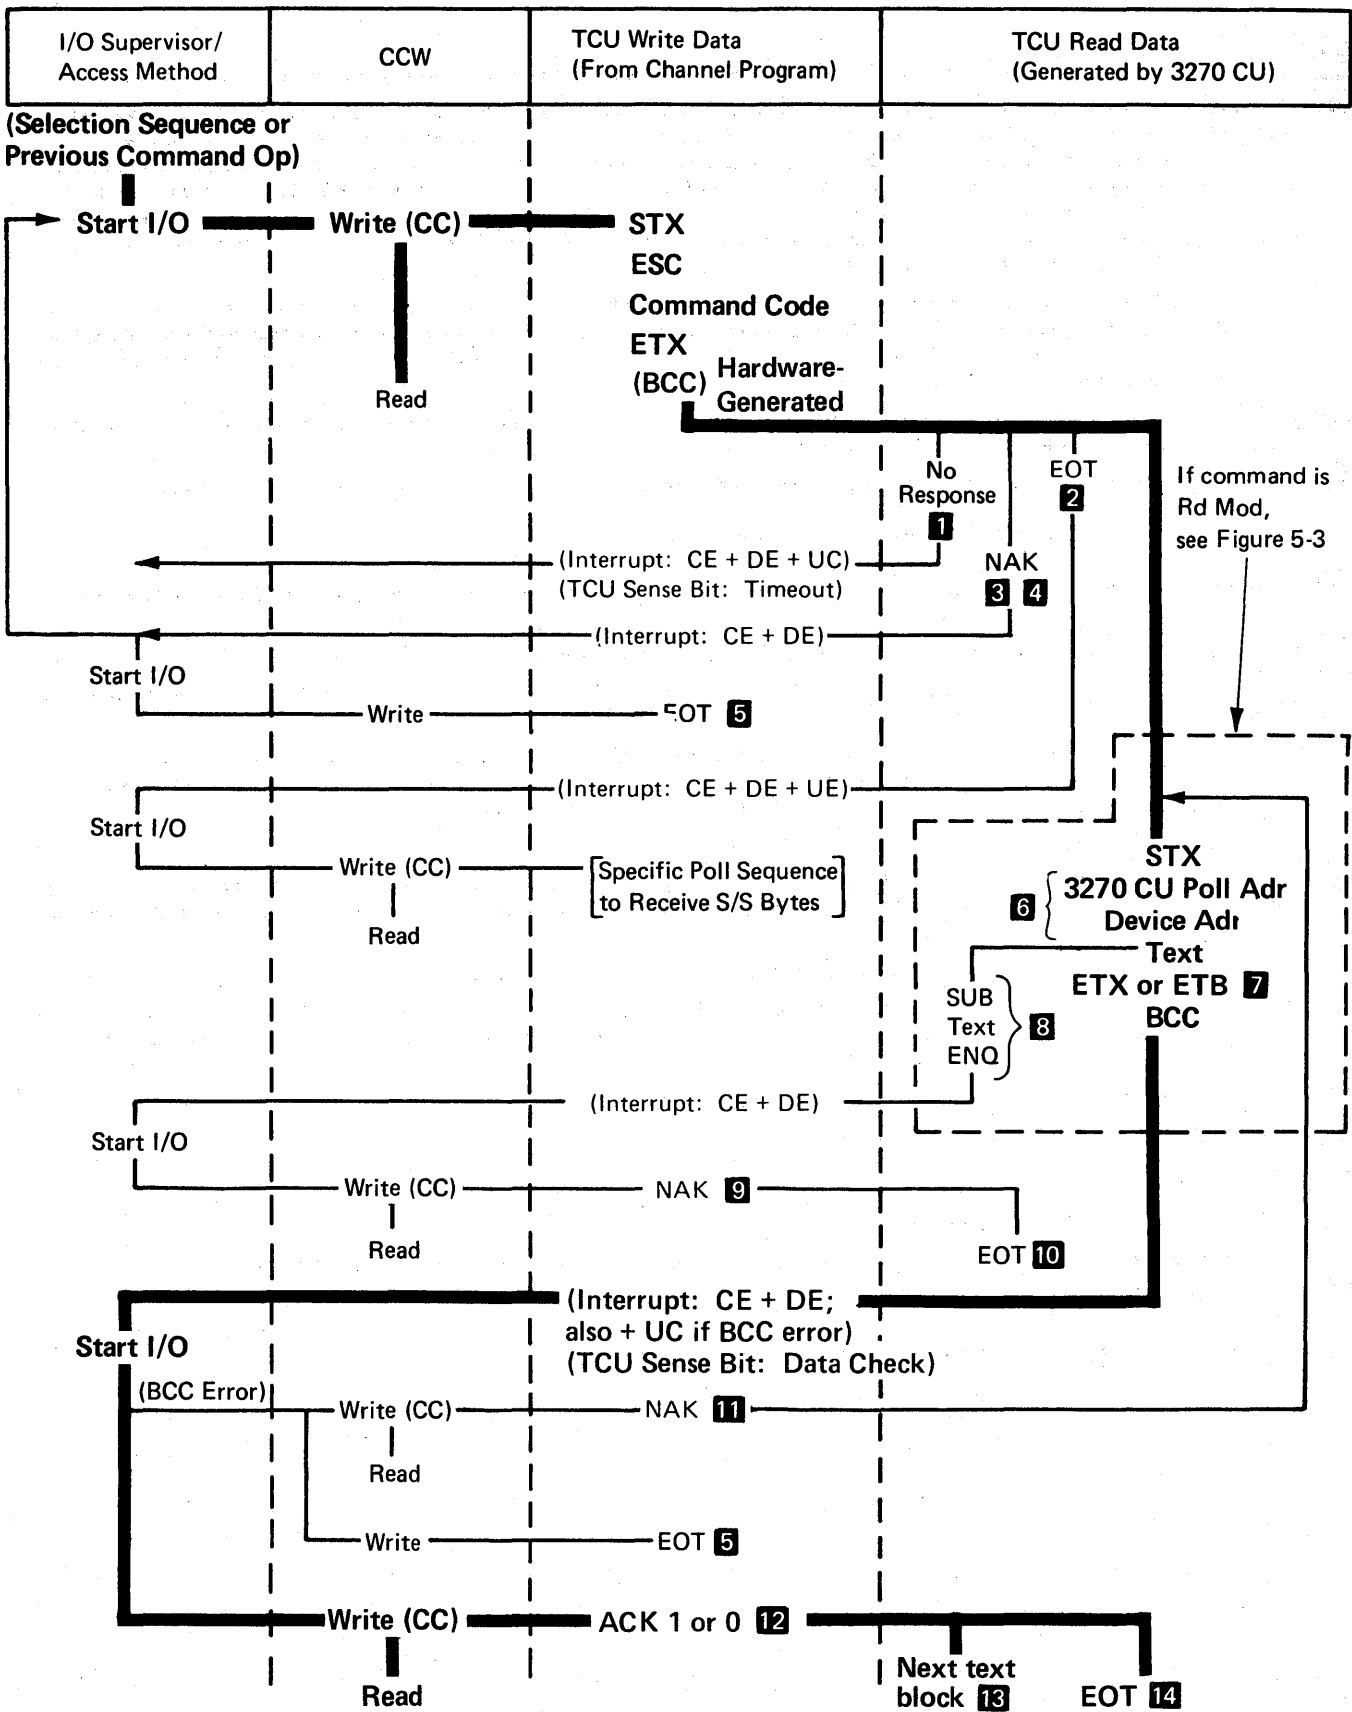 I/O Supervisor/
Access Method
CCW
TCU Write Data
(From Channel Program)
TCU Read Data
(Generated by 3270 CU)
(Selection Sequence or
Previous Command Op)
Start I/O
Write (CC)
STX
ESC
Command Code
ETX
(BCC)
Hardware-
Generated
Read
No
Response
1
EOT
2
If command is
Rd Mod,
see Figure 5-3
(Interrupt: CE + DE + UC)
(TCU Sense Bit: Timeout)
NAK
3 4
(Interrupt: CE + DE)
Start I/O
Write
EOT 5
(Interrupt: CE + DE + UE)
Start I/O
Write (CC)
Specific Poll Sequence
to Receive S/S Bytes
Read
STX
6
3270 CU Poll Adr
Device Adr
Text
ETX or ETB 7
BCC
SUB
Text
ENQ
8
(Interrupt: CE + DE)
Start I/O
Write (CC)
NAK 9
Read
EOT 10
(Interrupt: CE + DE;
also + UC if BCC error)
(TCU Sense Bit: Data Check)
Start I/O
(BCC Error)
Write (CC)
NAK 11
Read
Write
EOT 5
Write (CC)
ACK 1 or 0 12
Read
Next text
block 13
EOT 14